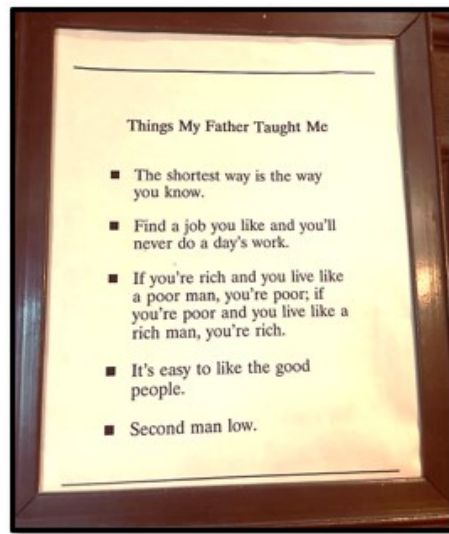 Things My Father Taught Me
■ The shortest way is the way
you know.
■ Find a job you like and you'll
never do a day's work.
■ If you're rich and you live like
a poor man, you're poor; if
you're poor and you live like a
rich man, you're rich.
■ It's easy to like the good
people.
■ Second man low.